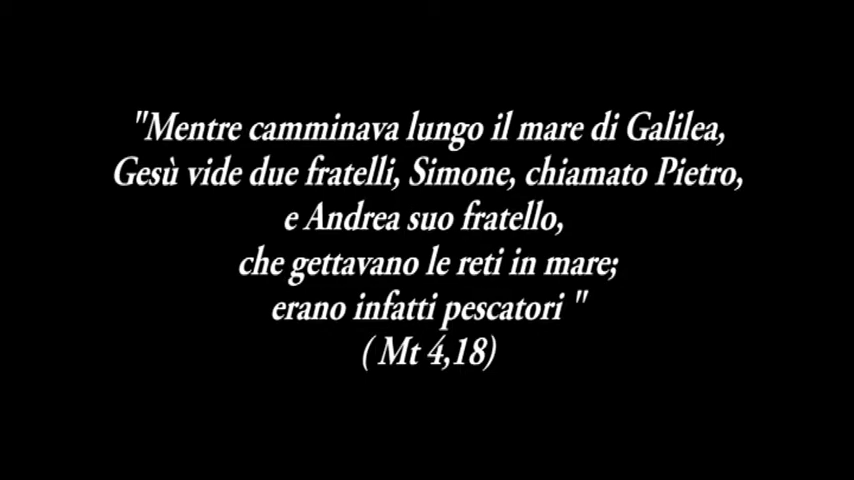 "Mentre camminava lungo il mare di Galilea,
Gesù vide due fratelli, Simone, chiamato Pietro,
e Andrea suo fratello,
che gettavano le reti in mare;
erano infatti pescatori "
( Mt 4,18)